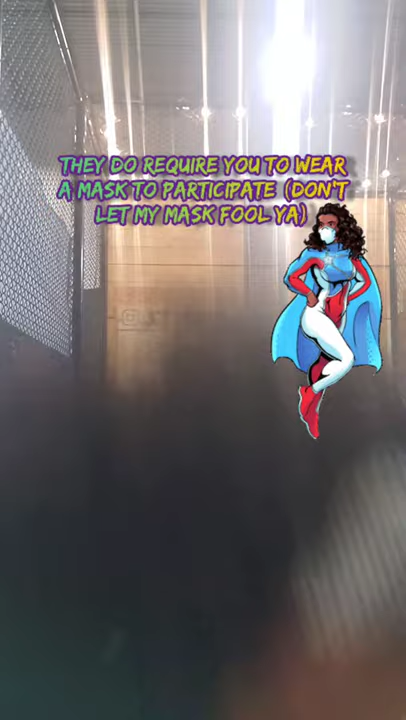 THEY DO REQUIRE YOU TO WEAR
A MASK TO PARTICIPATE (DON'T
LET MY MASK FOOL YA)